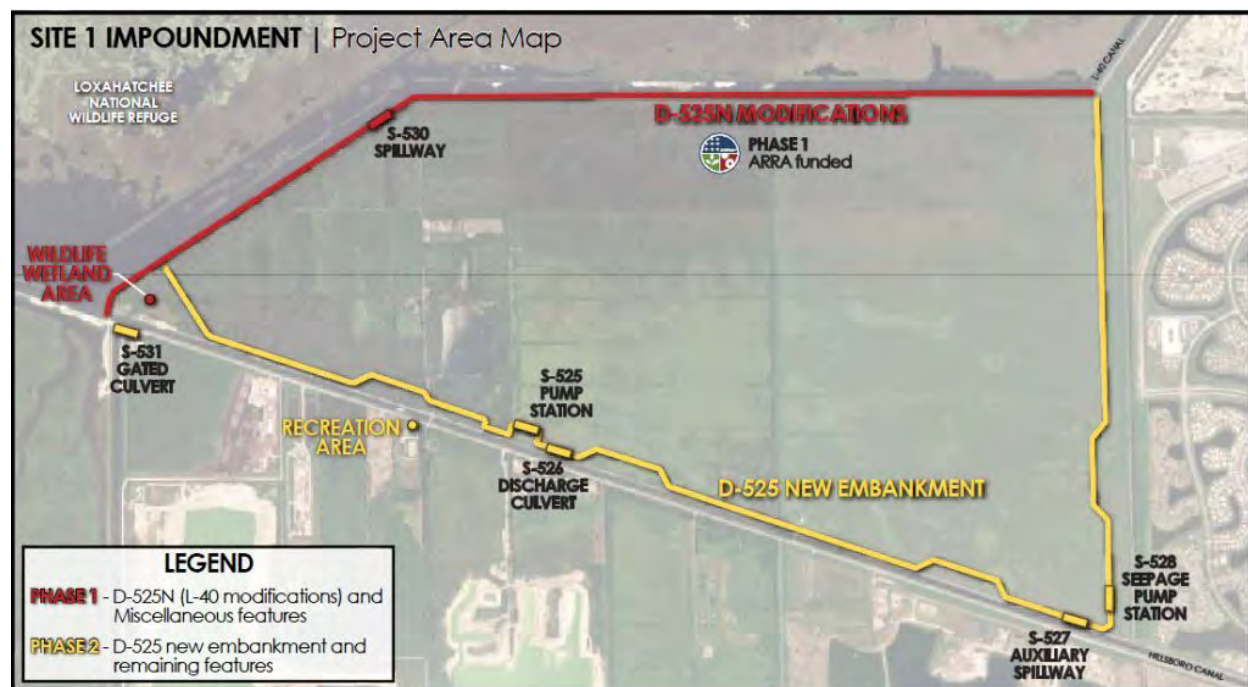 SITE 1 IMPOUNDMENT | Project Area Map
L-40 CANAL
LOXAHATCHEE
NATIONAL
WILDLIFE REFUGE
S-530
SPILLWAY
D-525N MODIFICATIONS
PHASE 1
ARRA funded
WILDLIFE
WETLAND
AREA
S-531
GATED
CULVERT
S-525
PUMP
STATION
RECREATION
AREA
S-526
DISCHARGE
CULVERT
D-525 NEW EMBANKMENT
S-528
SEEPAGE
PUMP
STATION
S-527
AUXILIARY
SPILLWAY
HILLSBORO CANAL
LEGEND
PHASE 1 - D-525N (L-40 modifications) and
Miscellaneous features
PHASE 2 - D-525 new embankment and
remaining features